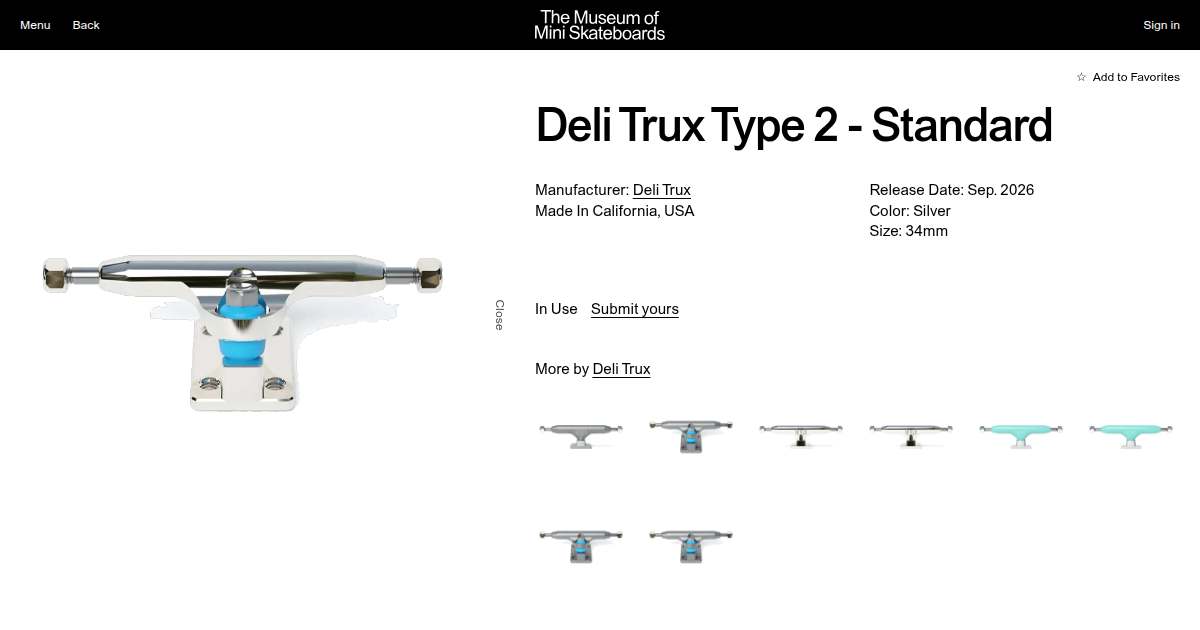 Menu
Back
The Museum of
Mini Skateboards
Sign in
☆ Add to Favorites
Deli Trux Type 2 - Standard
Manufacturer: Deli Trux
Made In California, USA
Release Date: Sep. 2026
Color: Silver
Size: 34mm
Close
In Use Submit yours
More by Deli Trux